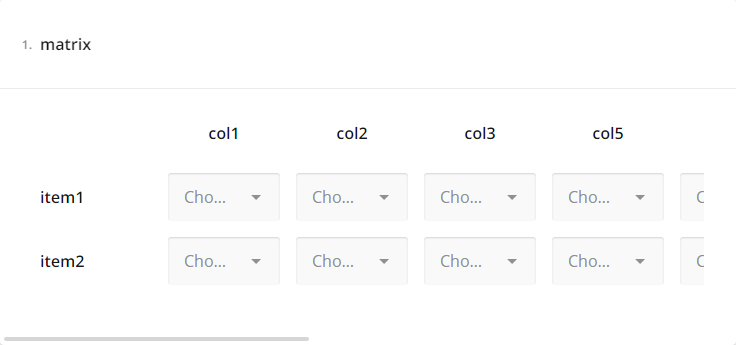 1. matrix
col1 col2 col3 col5
item1 Cho... Cho... Cho... Cho... C
item2 Cho... Cho... Cho... Cho... C